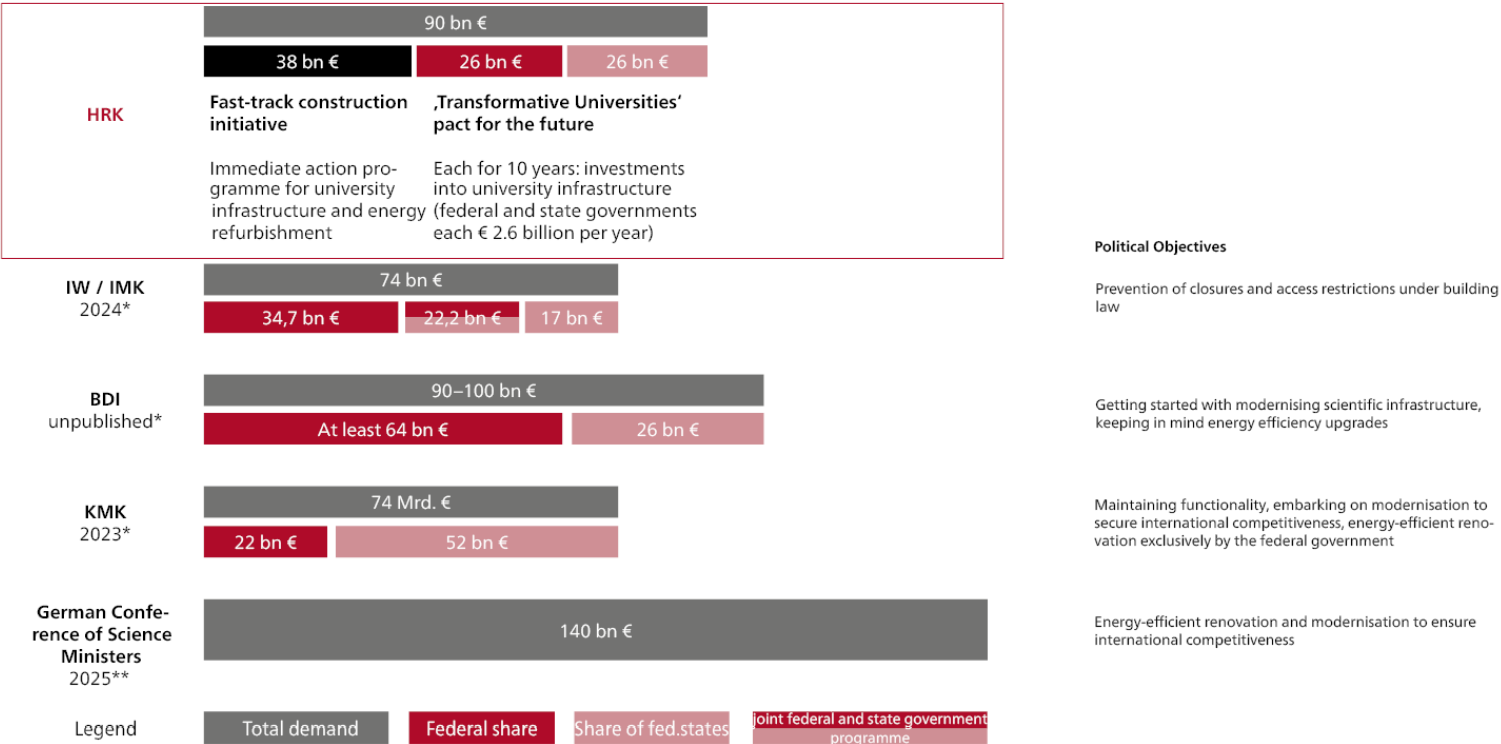 90 bn €
38 bn €
26 bn €
26 bn €
HRK
Fast-track construction
initiative
‚Transformative Universities‘
pact for the future
Immediate action pro-
gramme for university
infrastructure and energy
refurbishment
Each for 10 years: investments
into university infrastructure
(federal and state governments
each € 2.6 billion per year)
Political Objectives
IW / IMK
2024*
74 bn €
34,7 bn €
22,2 bn €
17 bn €
Prevention of closures and access restrictions under building
law
BDI
unpublished*
90–100 bn €
At least 64 bn €
26 bn €
Getting started with modernising scientific infrastructure,
keeping in mind energy efficiency upgrades
KMK
2023*
74 Mrd. €
22 bn €
52 bn €
Maintaining functionality, embarking on modernisation to
secure international competitiveness, energy-efficient reno-
vation exclusively by the federal government
German Confe-
rence of Science
Ministers
2025**
140 bn €
Energy-efficient renovation and modernisation to ensure
international competitiveness
Legend
Total demand
Federal share
Share of fed.states
joint federal and state government
programme